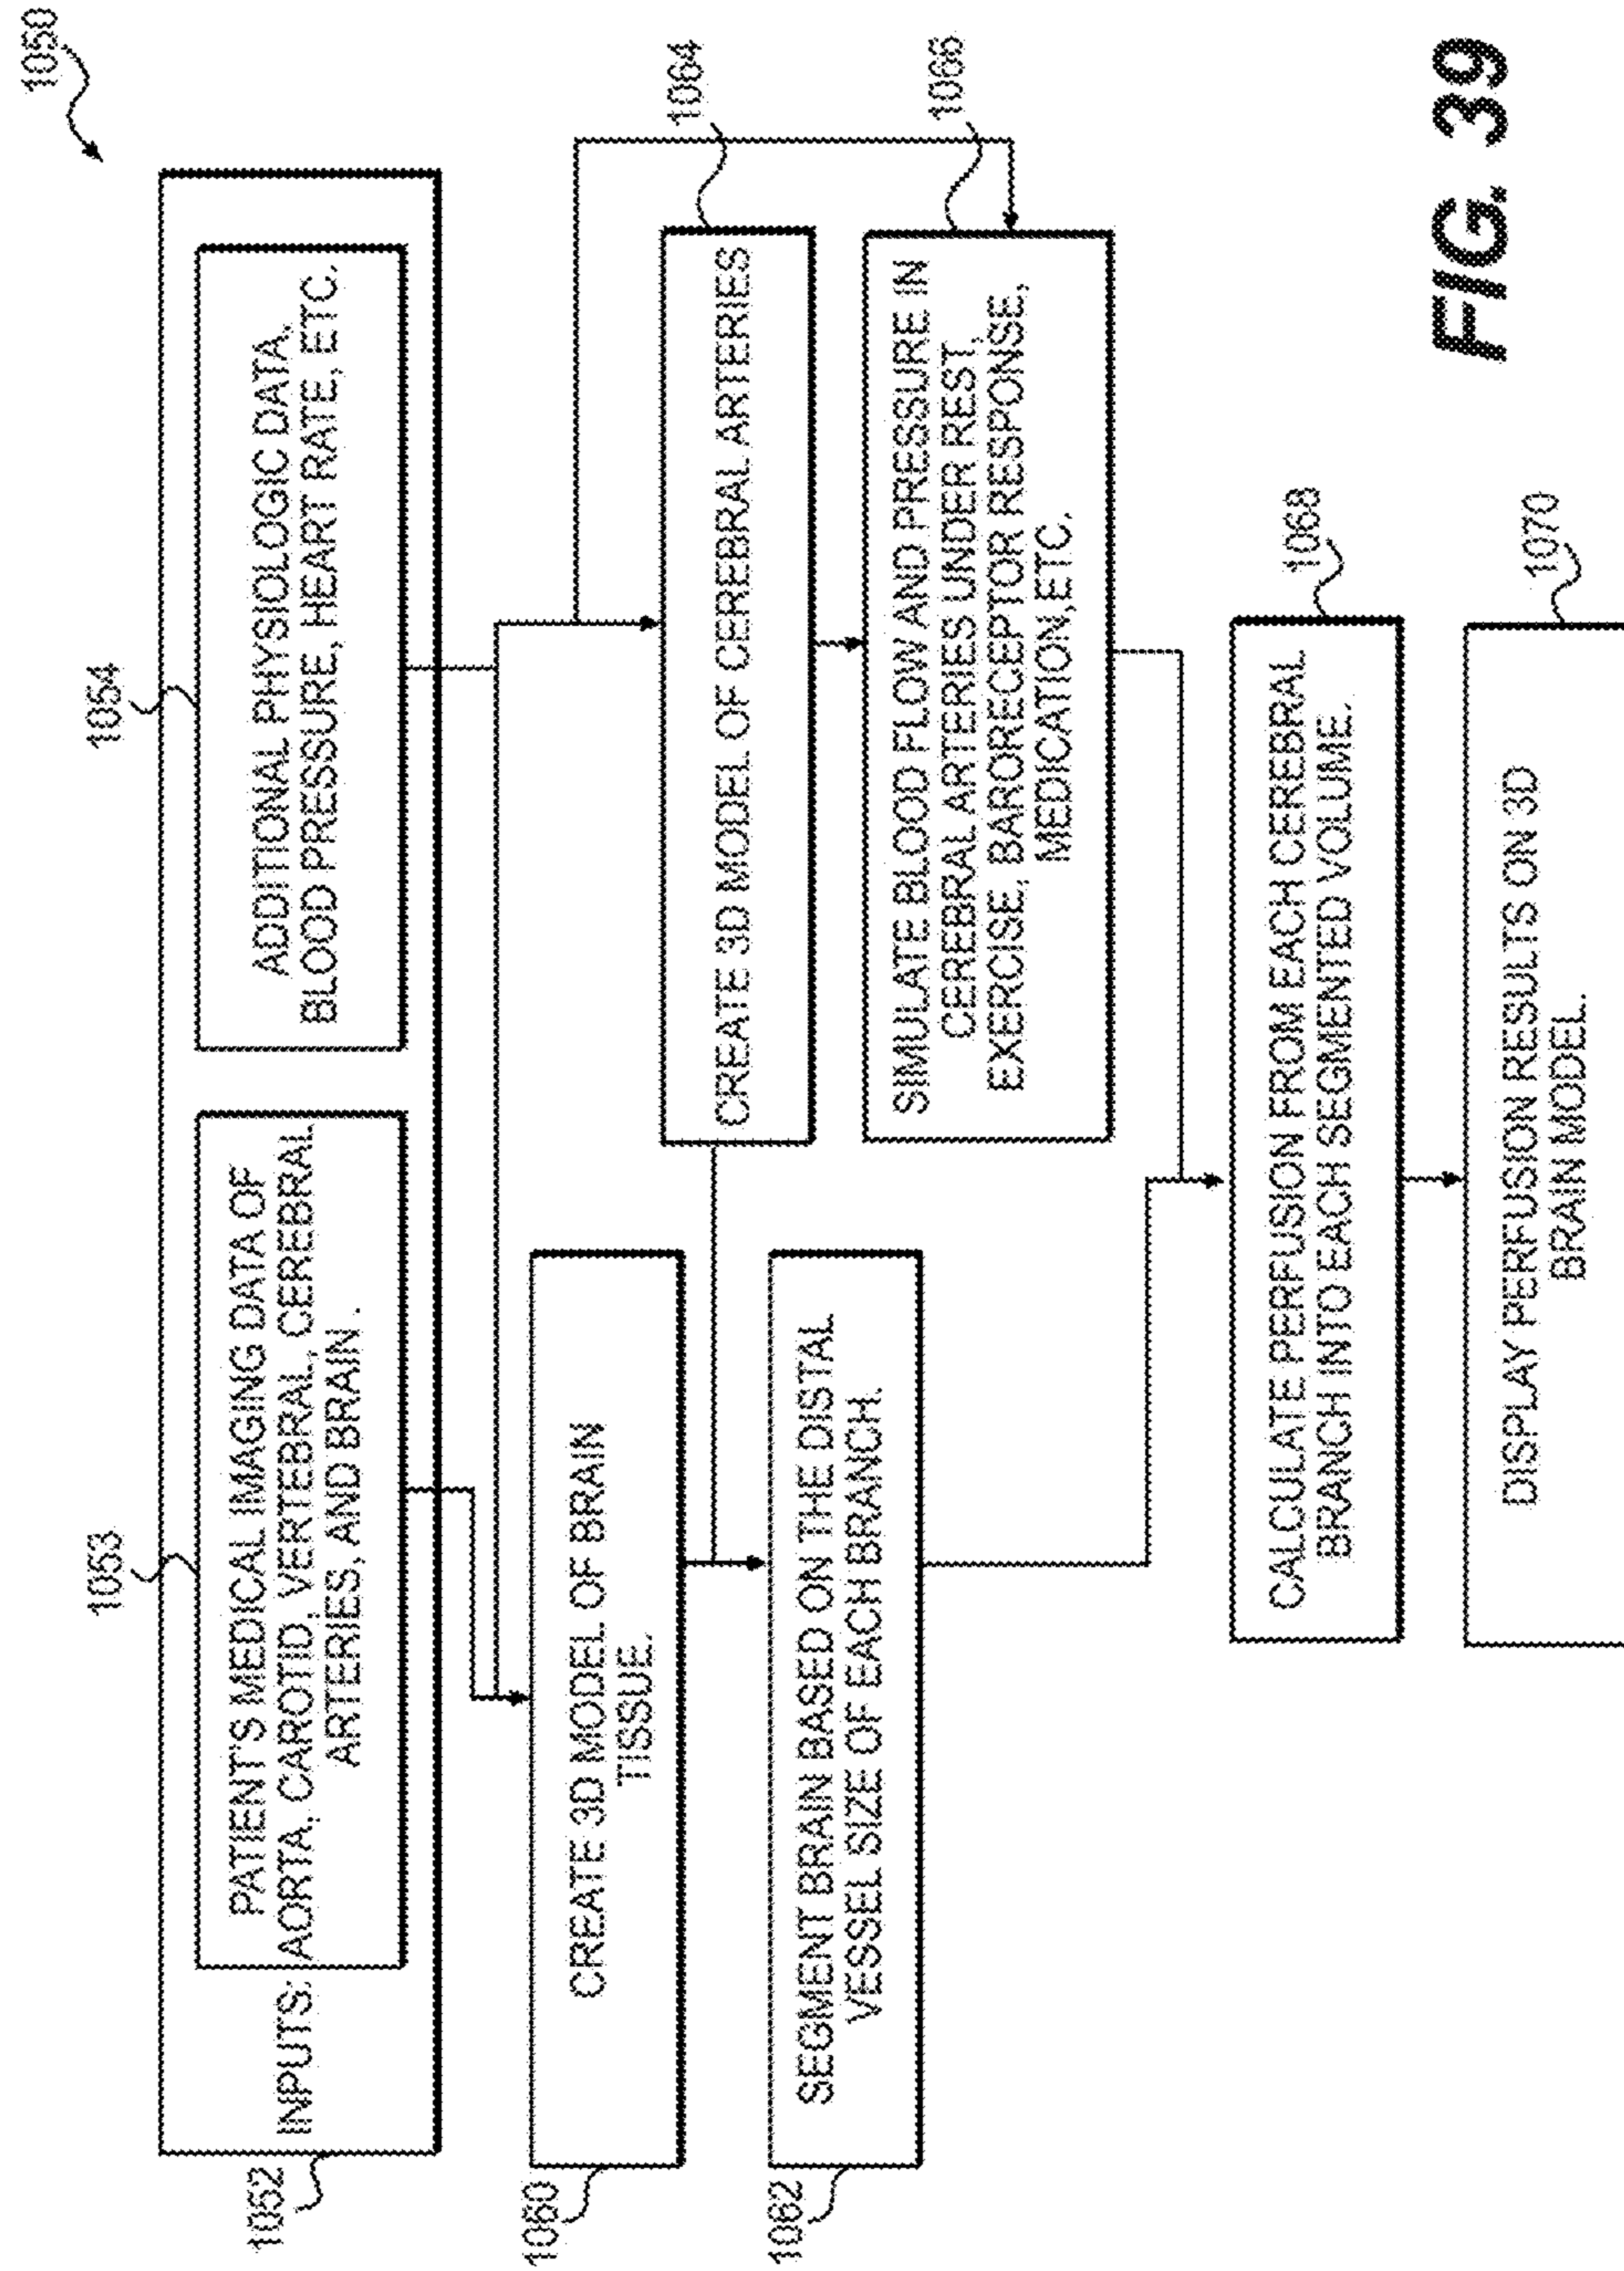 1050
1053
1054
1052
INPUTS:
PATIENT'S MEDICAL IMAGING DATA OF
AORTA, CAROTID, VERTEBRAL, CEREBRAL
ARTERIES, AND BRAIN.
ADDITIONAL PHYSIOLOGIC DATA,
BLOOD PRESSURE, HEART RATE, ETC.
1060
CREATE 3D MODEL OF BRAIN
TISSUE.
1064
CREATE 3D MODEL OF CEREBRAL ARTERIES
1062
SEGMENT BRAIN BASED ON THE DISTAL
VESSEL SIZE OF EACH BRANCH.
1066
SIMULATE BLOOD FLOW AND PRESSURE IN
CEREBRAL ARTERIES UNDER REST,
EXERCISE, BARORECEPTOR RESPONSE,
MEDICATION,ETC.
1068
CALCULATE PERFUSION FROM EACH CEREBRAL
BRANCH INTO EACH SEGMENTED VOLUME.
1070
DISPLAY PERFUSION RESULTS ON 3D
BRAIN MODEL.
FIG. 39